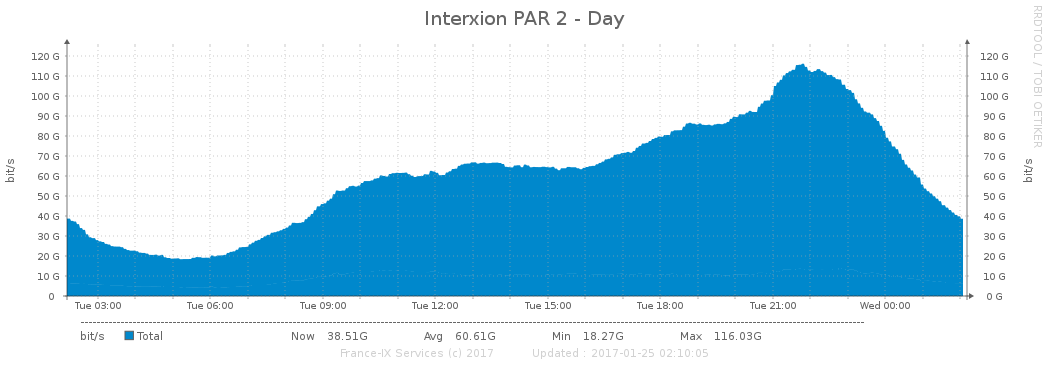 Interxion PAR 2 - Day
RRDTOOL / TOBI OETIKER
120 G 120 G
110 G 110 G
100 G 100 G
90 G 90 G
80 G 80 G
70 G 70 G
60 G 60 G
50 G 50 G
40 G 40 G
30 G 30 G
20 G 20 G
10 G 10 G
0 0 G
bit/s
bit/s
Tue 03:00 Tue 06:00 Tue 09:00 Tue 12:00 Tue 15:00 Tue 18:00 Tue 21:00 Wed 00:00
bit/s Total Now 38.51G Avg 60.61G Min 18.27G Max 116.03G
France-IX Services (c) 2017 Updated : 2017-01-25 02:10:05